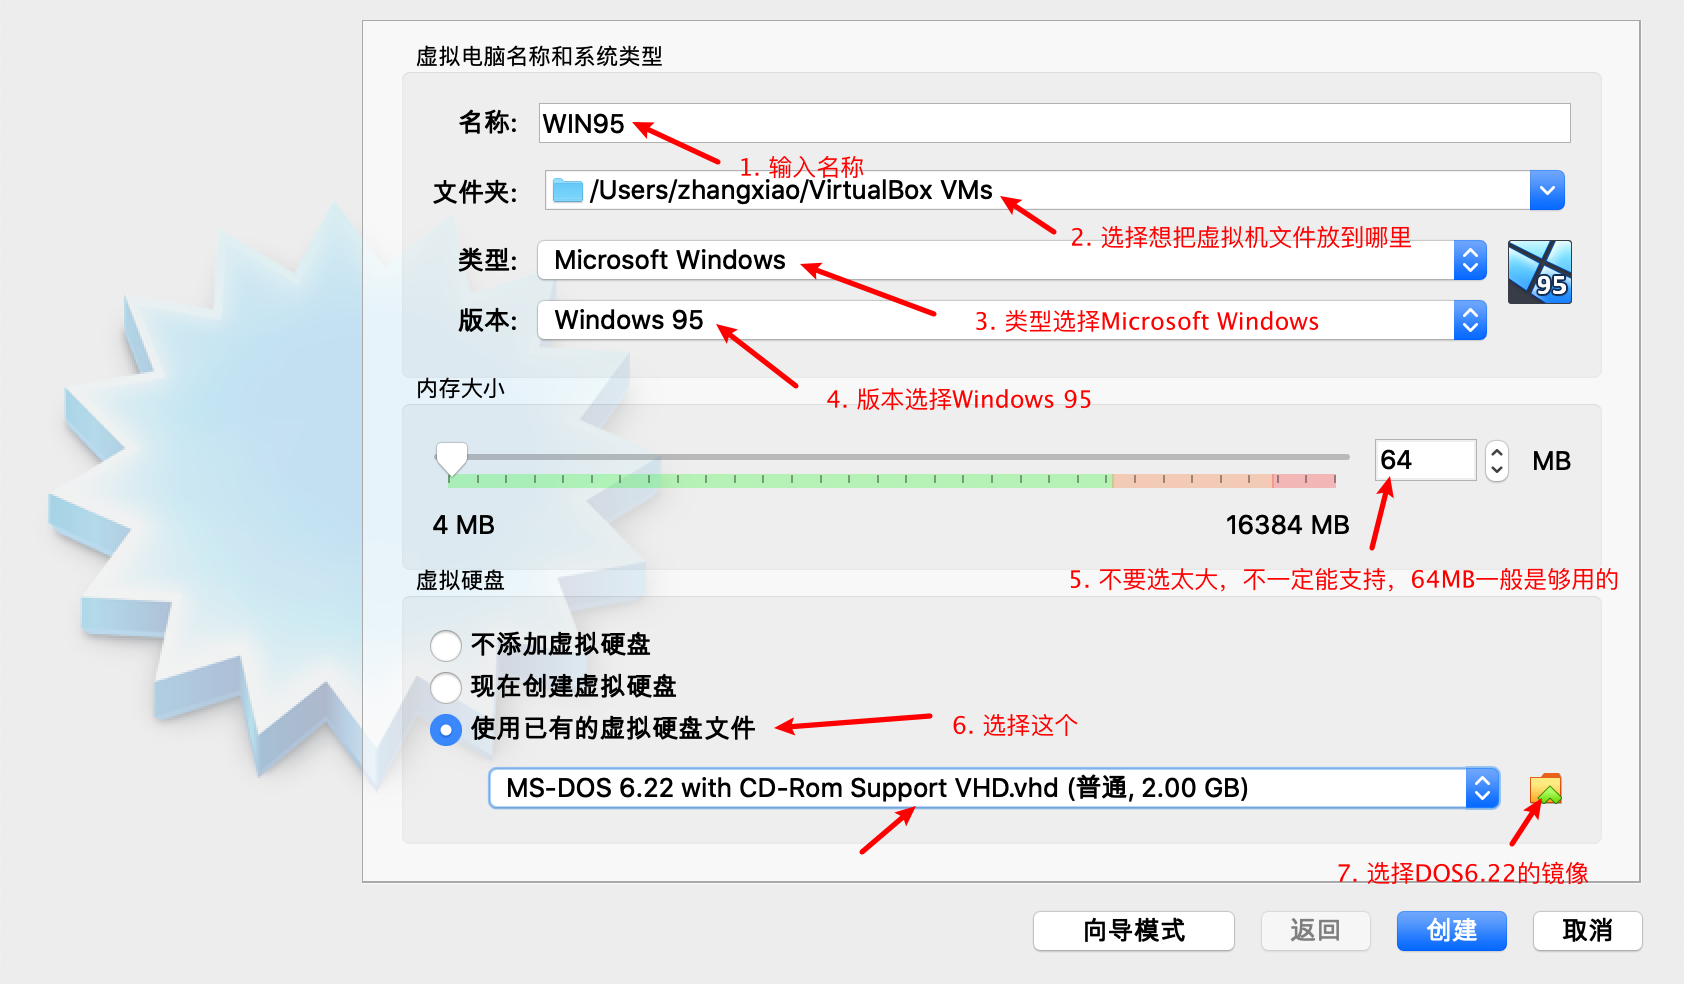 虚拟电脑名称和系统类型
名称: WIN95
1. 输入名称
文件夹: /Users/zhangxiao/VirtualBox VMs
2. 选择想把虚拟机文件放到哪里
类型: Microsoft Windows
95
3. 类型选择Microsoft Windows
版本: Windows 95
4. 版本选择Windows 95
内存大小
64 MB
4 MB 16384 MB
5. 不要选太大，不一定能支持，64MB一般是够用的
虚拟硬盘
不添加虚拟硬盘
现在创建虚拟硬盘
使用已有的虚拟硬盘文件
6. 选择这个
MS-DOS 6.22 with CD-Rom Support VHD.vhd (普通, 2.00 GB)
7. 选择DOS6.22的镜像
向导模式 返回 创建 取消